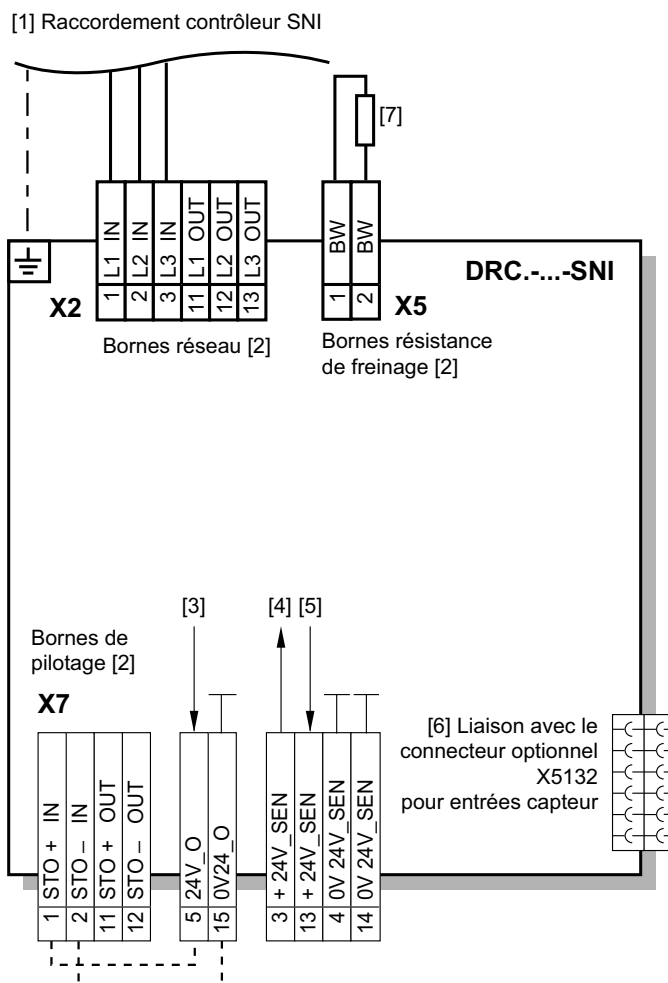 [1] Raccordement contrôleur SNI
[7]
1 L1 IN
2 L2 IN
3 L3 IN
11 L1 OUT
12 L2 OUT
13 L3 OUT
1 BW
2 BW
DRC.-...-SNI
X2
X5
Bornes réseau [2]
Bornes résistance
de freinage [2]
[3]
[4] [5]
Bornes de
pilotage [2]
X7
[6] Liaison avec le
connecteur optionnel
X5132
pour entrées capteur
1 STO + IN
2 STO – IN
11 STO + OUT
12 STO – OUT
5 24V_O
15 0V24_O
3 + 24V_SEN
13 + 24V_SEN
4 0V 24V_SEN
14 0V 24V_SEN